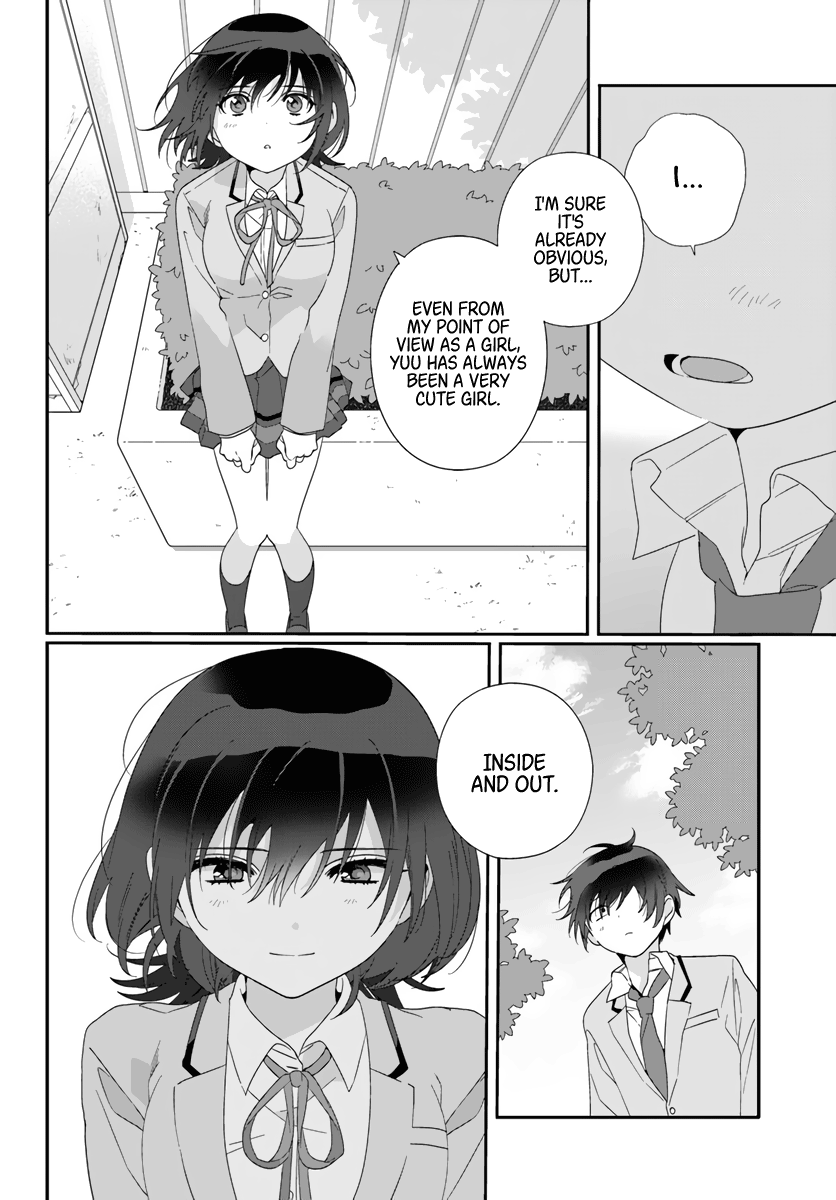 I...
I'M SURE
IT'S
ALREADY
OBVIOUS,
BUT...
EVEN FROM
MY POINT OF
VIEW AS A GIRL,
YUU HAS ALWAYS
BEEN A VERY
CUTE GIRL.
INSIDE
AND OUT.